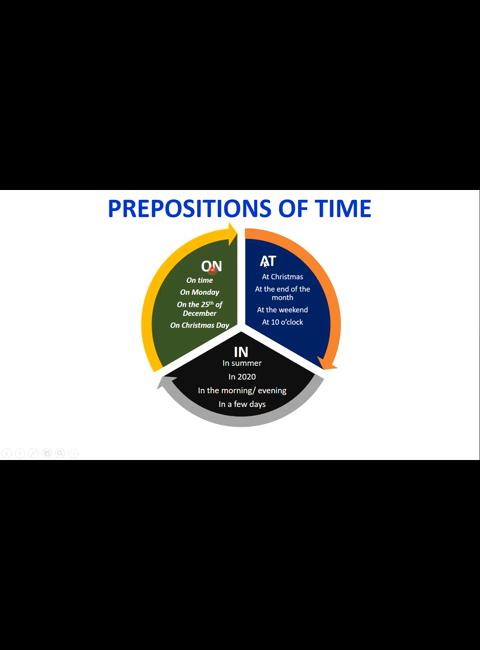 PREPOSITIONS OF TIME
ON
On time
On Monday
On the 25th of
December
On Christmas Day
AT
At Christmas
At the end of the
month
At the weekend
At 10 o'clock
IN
In summer
In 2020
In the morning/ evening
In a few days